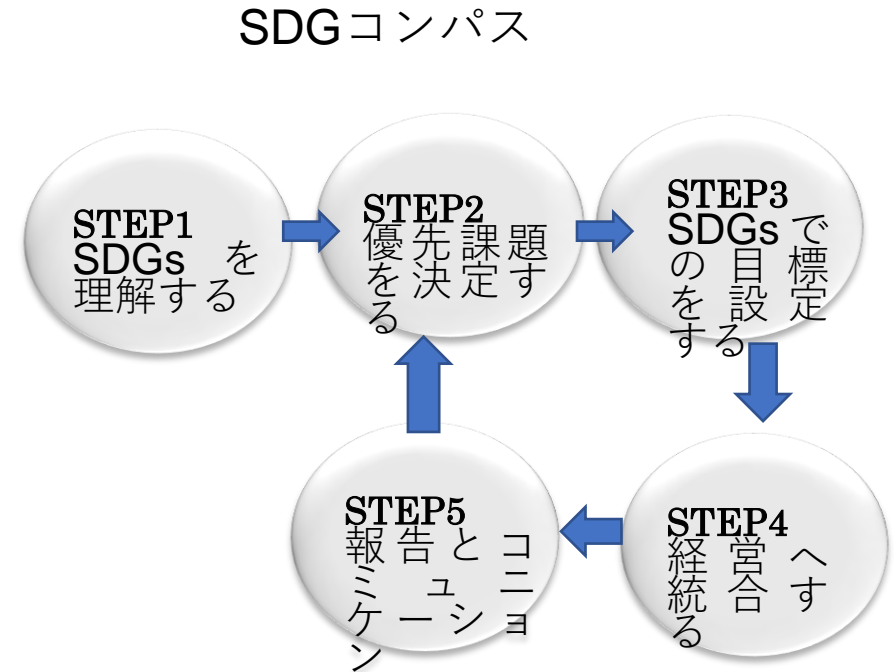 SDGコンパス
STEP1
SDGs を
理解する
STEP2
優先課題
を決定す
る
STEP3
SDGsで
の目標
を設定
する
STEP4
経営へ
統合す
る
STEP5
報告とコ
ミュニ
ケーショ
ン